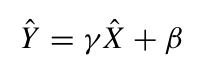 Ŷ = γX̂ + β